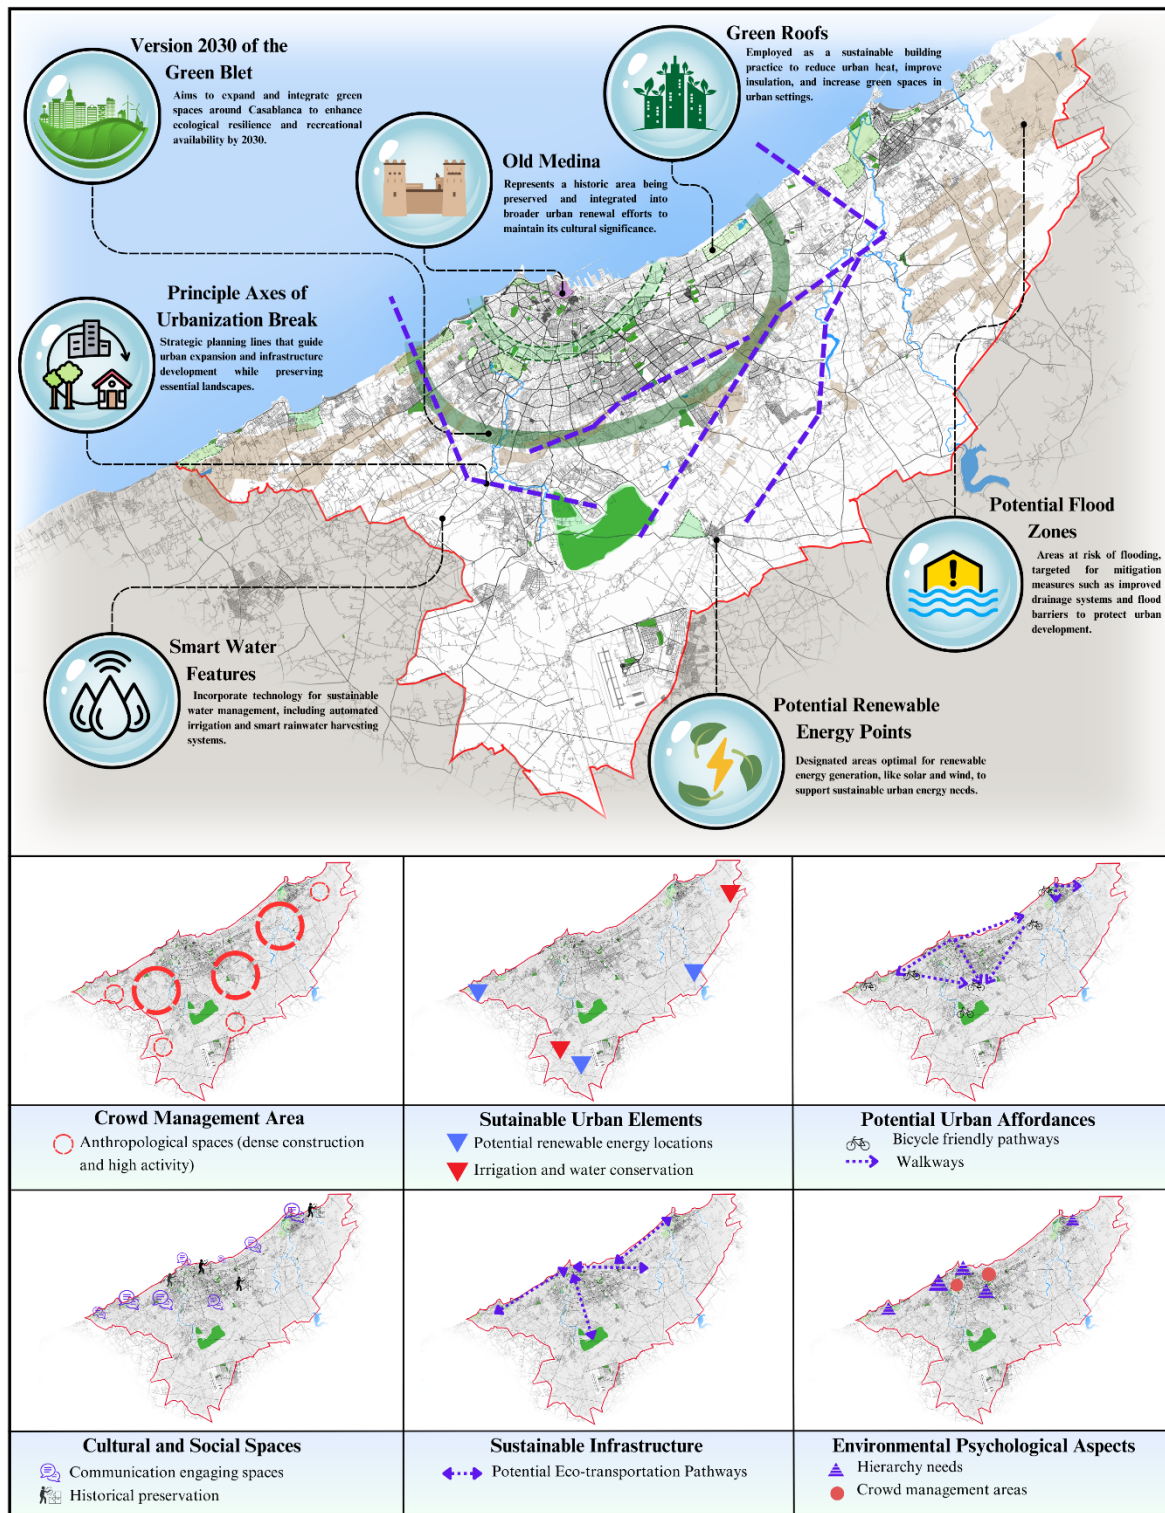 Version 2030 of the
Green Blet
Aims to expand and integrate green
spaces around Casablanca to enhance
ecological resilience and recreational
availability by 2030.
Green Roofs
Employed as a sustainable building
practice to reduce urban heat, improve
insulation, and increase green spaces in
urban settings.
Old Medina
Represents a historic area being
preserved and integrated into
broader urban renewal efforts to
maintain its cultural significance.
Principle Axes of
Urbanization Break
Strategic planning lines that guide
urban expansion and infrastructure
development while preserving
essential landscapes.
Potential Flood
Zones
Areas at risk of flooding,
targeted for mitigation
measures such as improved
drainage systems and flood
barriers to protect urban
development.
Smart Water
Features
Incorporate technology for sustainable
water management, including automated
irrigation and smart rainwater harvesting
systems.
Potential Renewable
Energy Points
Designated areas optimal for renewable
energy generation, like solar and wind, to
support sustainable urban energy needs.
Crowd Management Area
Anthropological spaces (dense construction
and high activity)
Sutainable Urban Elements
Potential renewable energy locations
Irrigation and water conservation
Potential Urban Affordances
Bicycle friendly pathways
Walkways
Cultural and Social Spaces
Communication engaging spaces
Historical preservation
Sustainable Infrastructure
Potential Eco-transportation Pathways
Environmental Psychological Aspects
Hierarchy needs
Crowd management areas